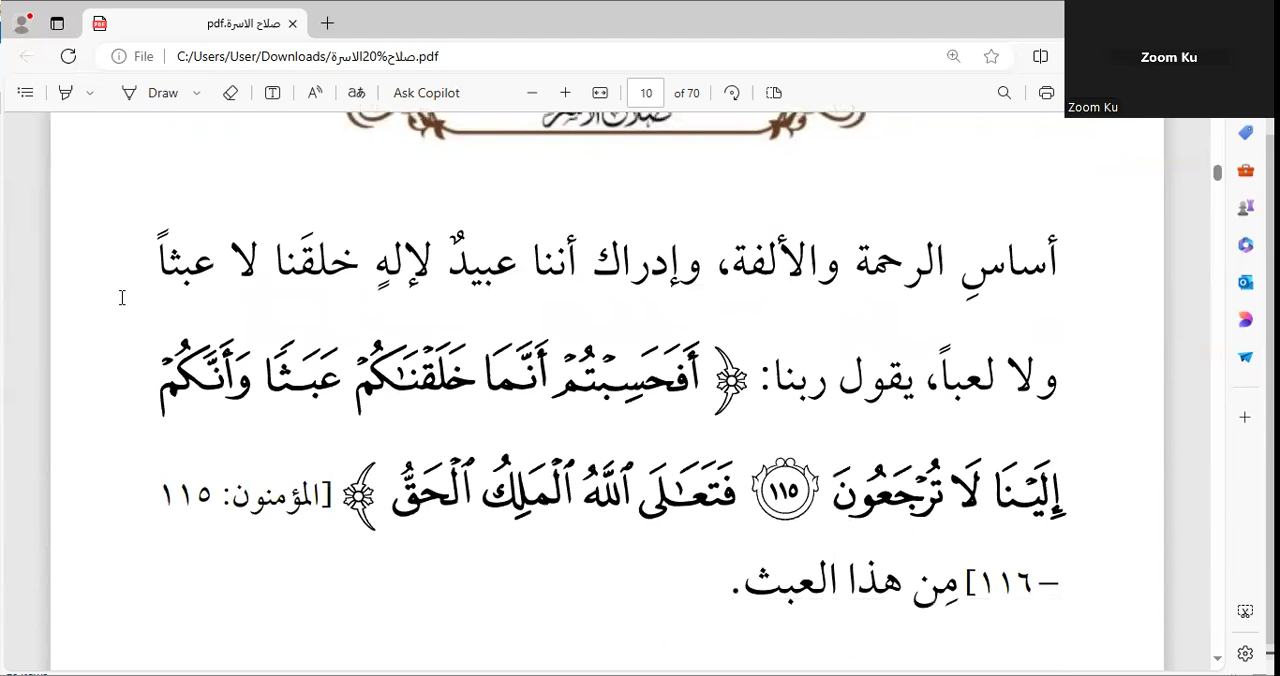 صلاح الاسرة.pdf
Zoom Ku
File
C:/Users/User/Downloads/صلاح%20الاسرة.pdf
Draw
Ask Copilot
10 of 70
Zoom Ku
أساسِ الرحمة والألفة، وإدراك أننا عبيدٌ لإلهٍ خلقَنا لا عبثاً
ولا لعباً، يقول ربنا: ﴿ أَفَحَسِبْتُمْ أَنَّمَا خَلَقْنَٰكُمْ عَبَثًا وَأَنَّكُمْ
إِلَيْنَا لَا تُرْجَعُونَ ١١٥ فَتَعَٰلَى ٱللَّهُ ٱلْمَلِكُ ٱلْحَقُّ ﴾ [المؤمنون: ١١٥
–١١٦] مِن هذا العبث.